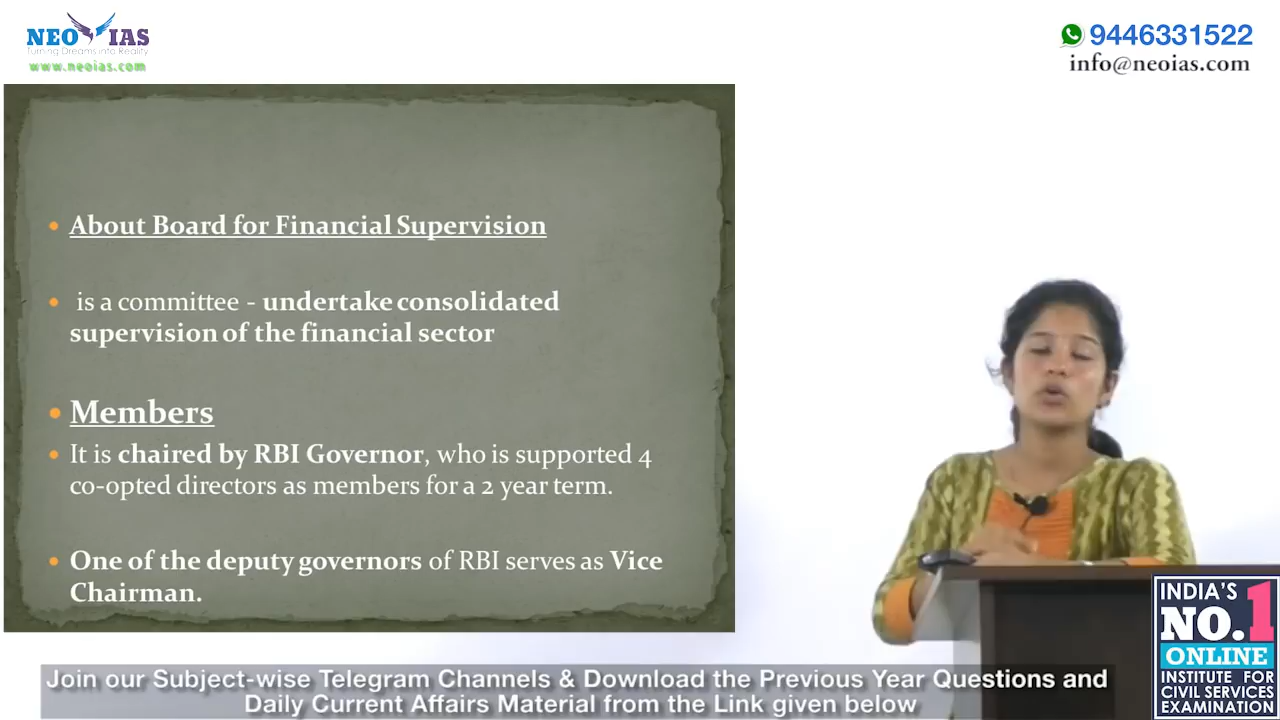 NEO IAS
Turning Dreams into Reality
www.neoias.com
9446331522
info@neoias.com
• About Board for Financial Supervision
• is a committee - undertake consolidated
supervision of the financial sector
• Members
• It is chaired by RBI Governor, who is supported 4
co-opted directors as members for a 2 year term.
• One of the deputy governors of RBI serves as Vice
Chairman.
INDIA'S
NO.1
ONLINE
INSTITUTE FOR
CIVIL SERVICES
EXAMINATION
Join our Subject-wise Telegram Channels & Download the Previous Year Questions and
Daily Current Affairs Material from the Link given below